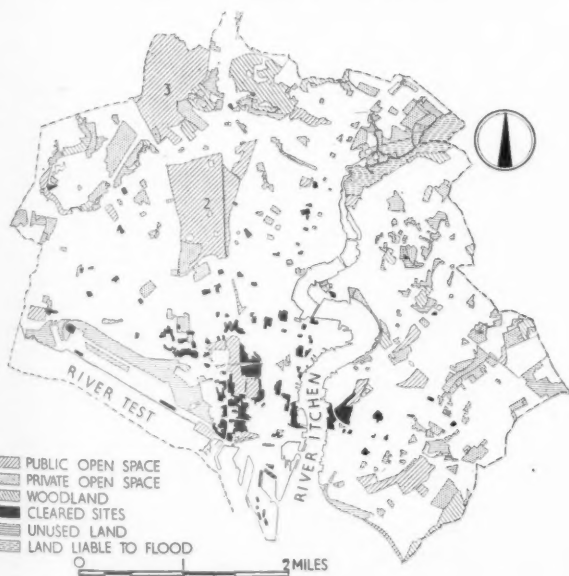 3
2
RIVER TEST
RIVER ITCHEN
PUBLIC OPEN SPACE
PRIVATE OPEN SPACE
WOODLAND
CLEARED SITES
UNUSED LAND
LAND LIABLE TO FLOOD
0 2 MILES